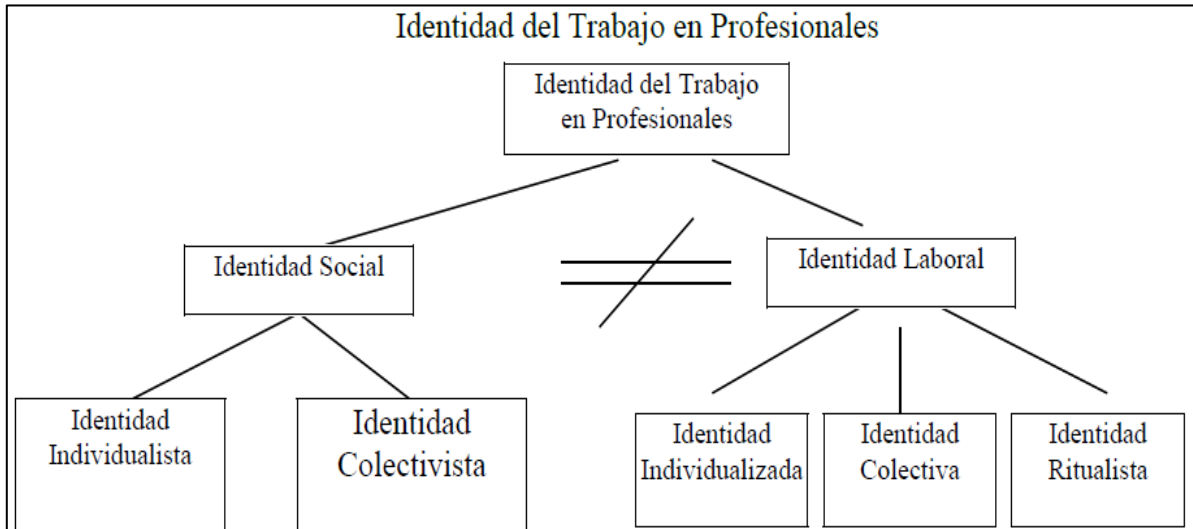 Identidad del Trabajo en Profesionales
Identidad del Trabajo
en Profesionales
Identidad Social
Identidad Laboral
Identidad
Individualista
Identidad
Colectivista
Identidad
Individualizada
Identidad
Colectiva
Identidad
Ritualista